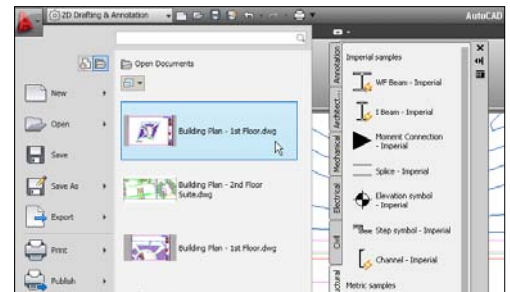 2D Drafting & Annotation
AutoCAD
Open Documents
New
Open
Save
Save As
Export
Print
Publish
Building Plan - 1st Floor.dwg
Building Plan - 2nd Floor
Suite.dwg
Building Plan - 1st Floor.dwg
Annotation
Architect...
Mechanical
Electrical
Civil
Imperial samples
WF Beam - Imperial
I Beam - Imperial
Moment Connection
- Imperial
Splice - Imperial
Elevation symbol
- Imperial
Step symbol - Imperial
Channel - Imperial
Metric samples